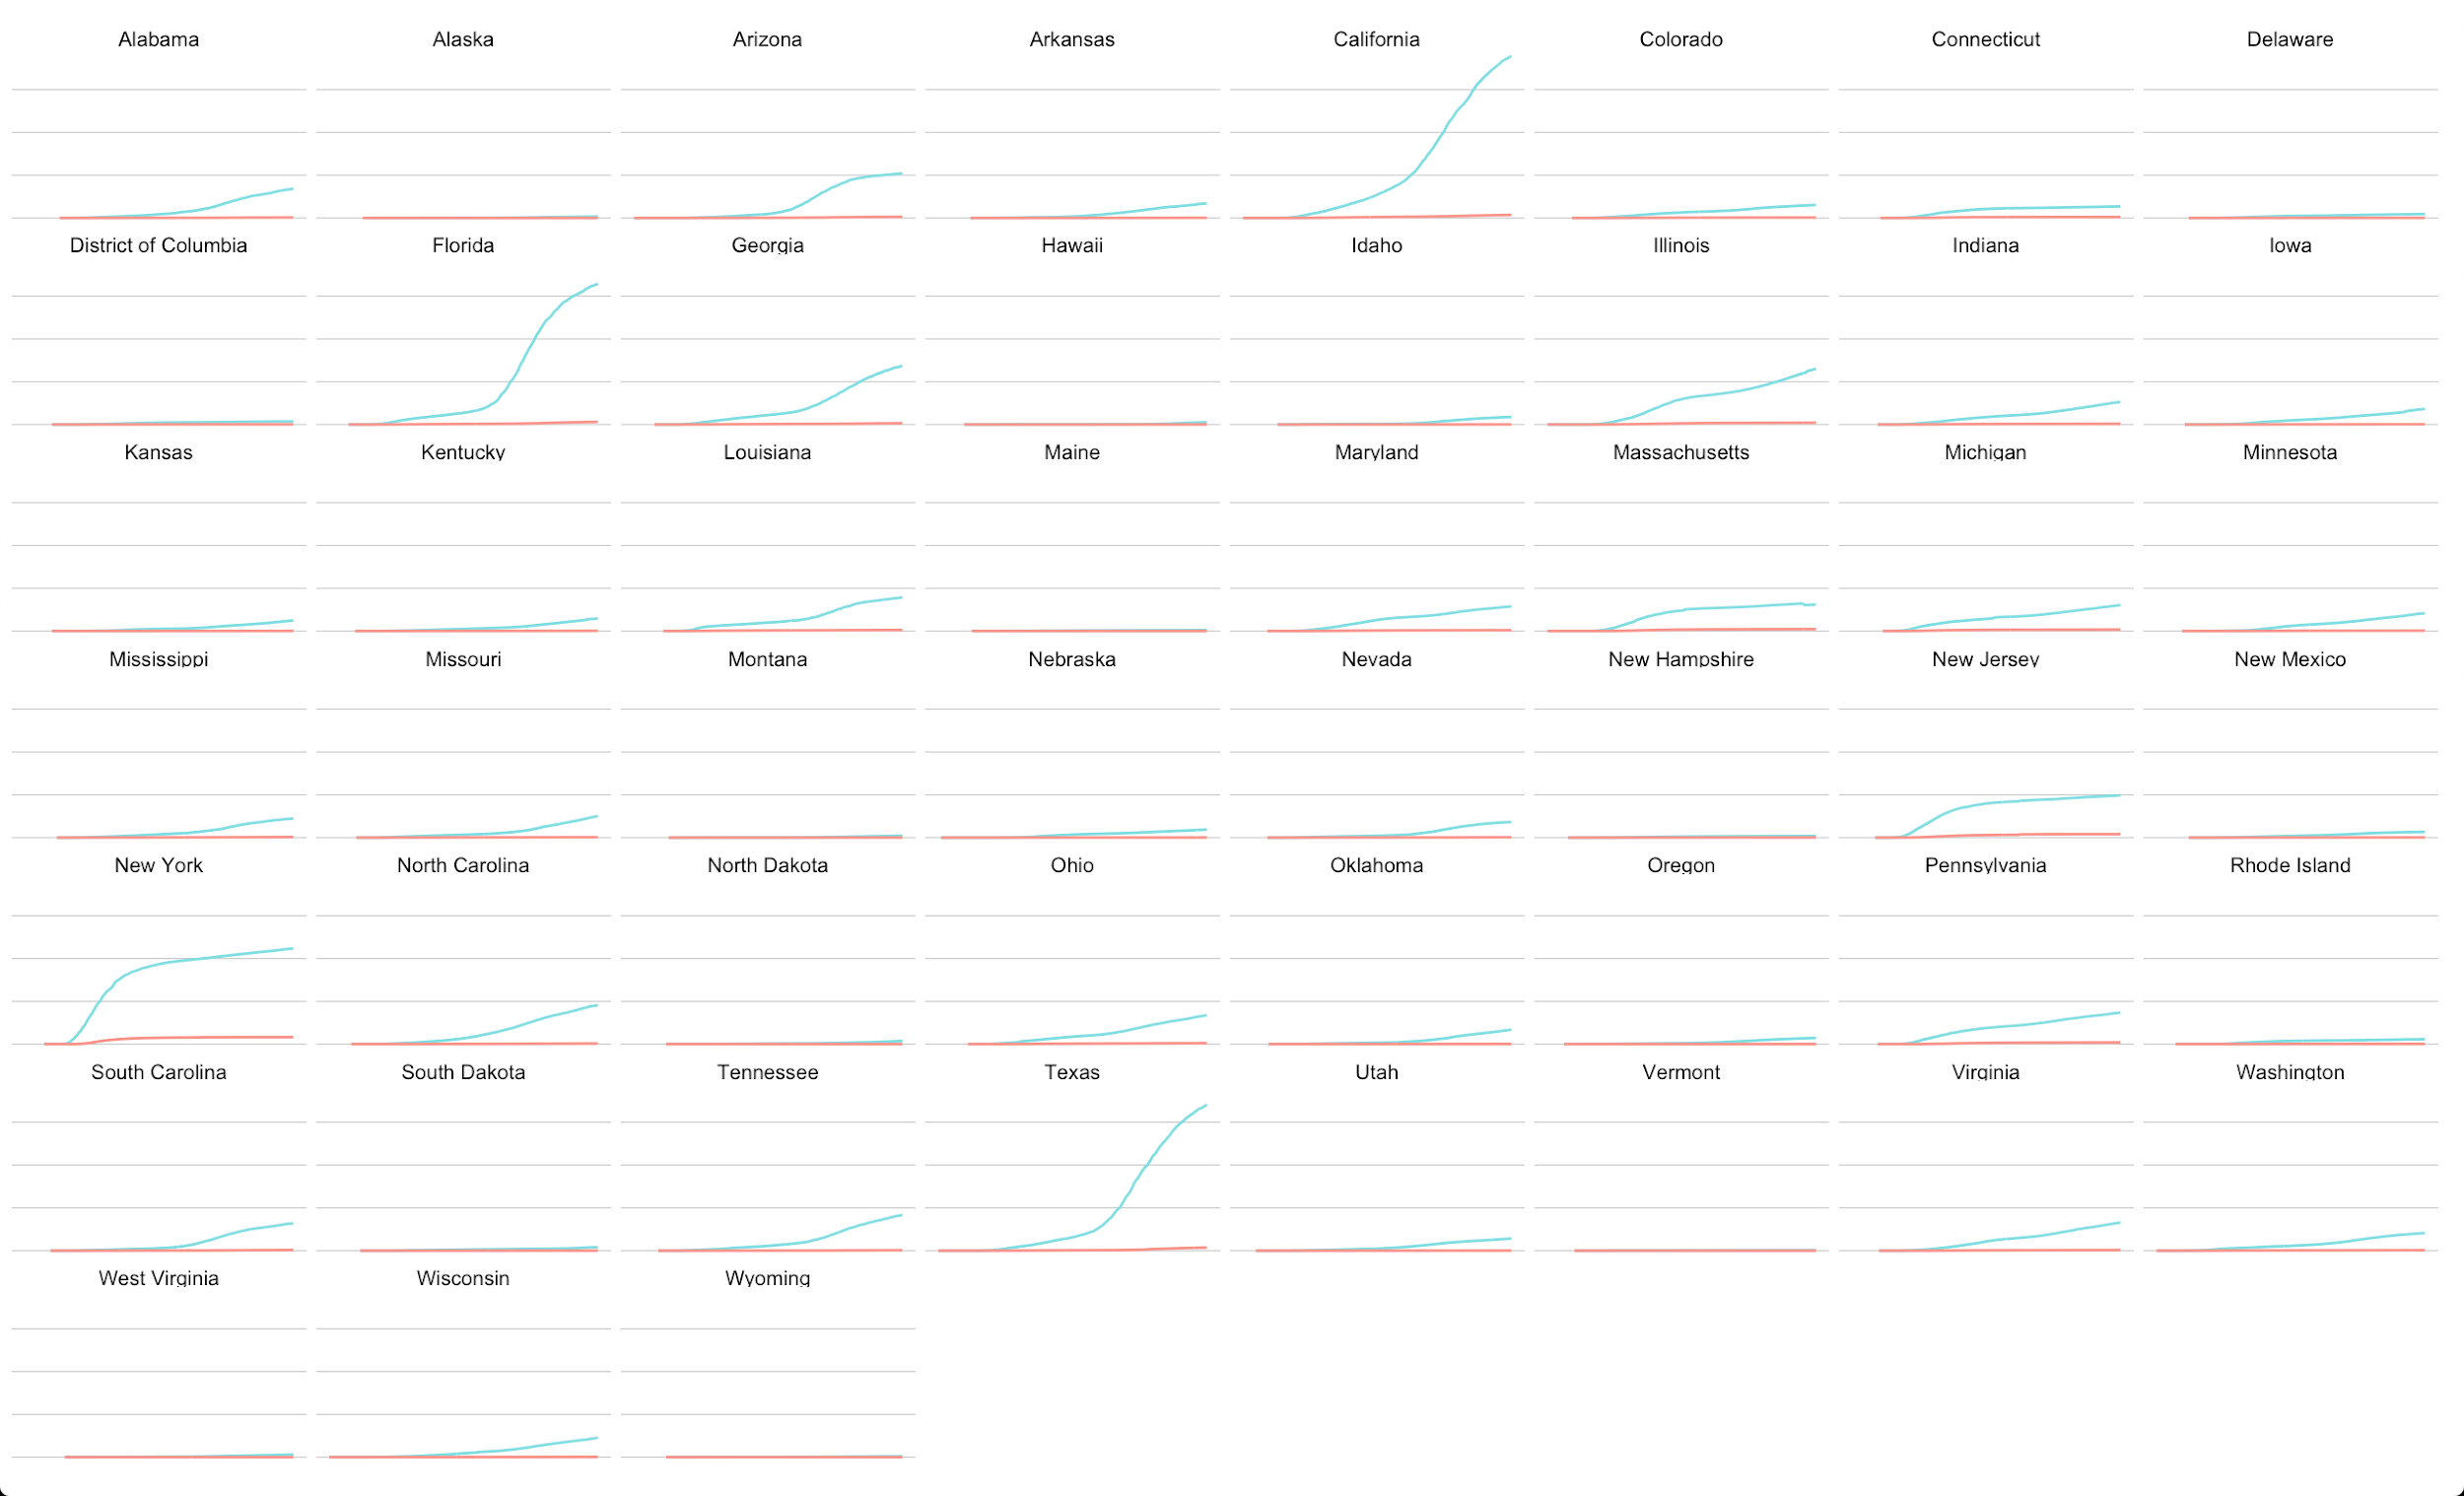 Alabama Alaska Arizona Arkansas California Colorado Connecticut Delaware
District of Columbia Florida Georgia Hawaii Idaho Illinois Indiana Iowa
Kansas Kentucky Louisiana Maine Maryland Massachusetts Michigan Minnesota
Mississippi Missouri Montana Nebraska Nevada New Hampshire New Jersey New Mexico
New York North Carolina North Dakota Ohio Oklahoma Oregon Pennsylvania Rhode Island
South Carolina South Dakota Tennessee Texas Utah Vermont Virginia Washington
West Virginia Wisconsin Wyoming